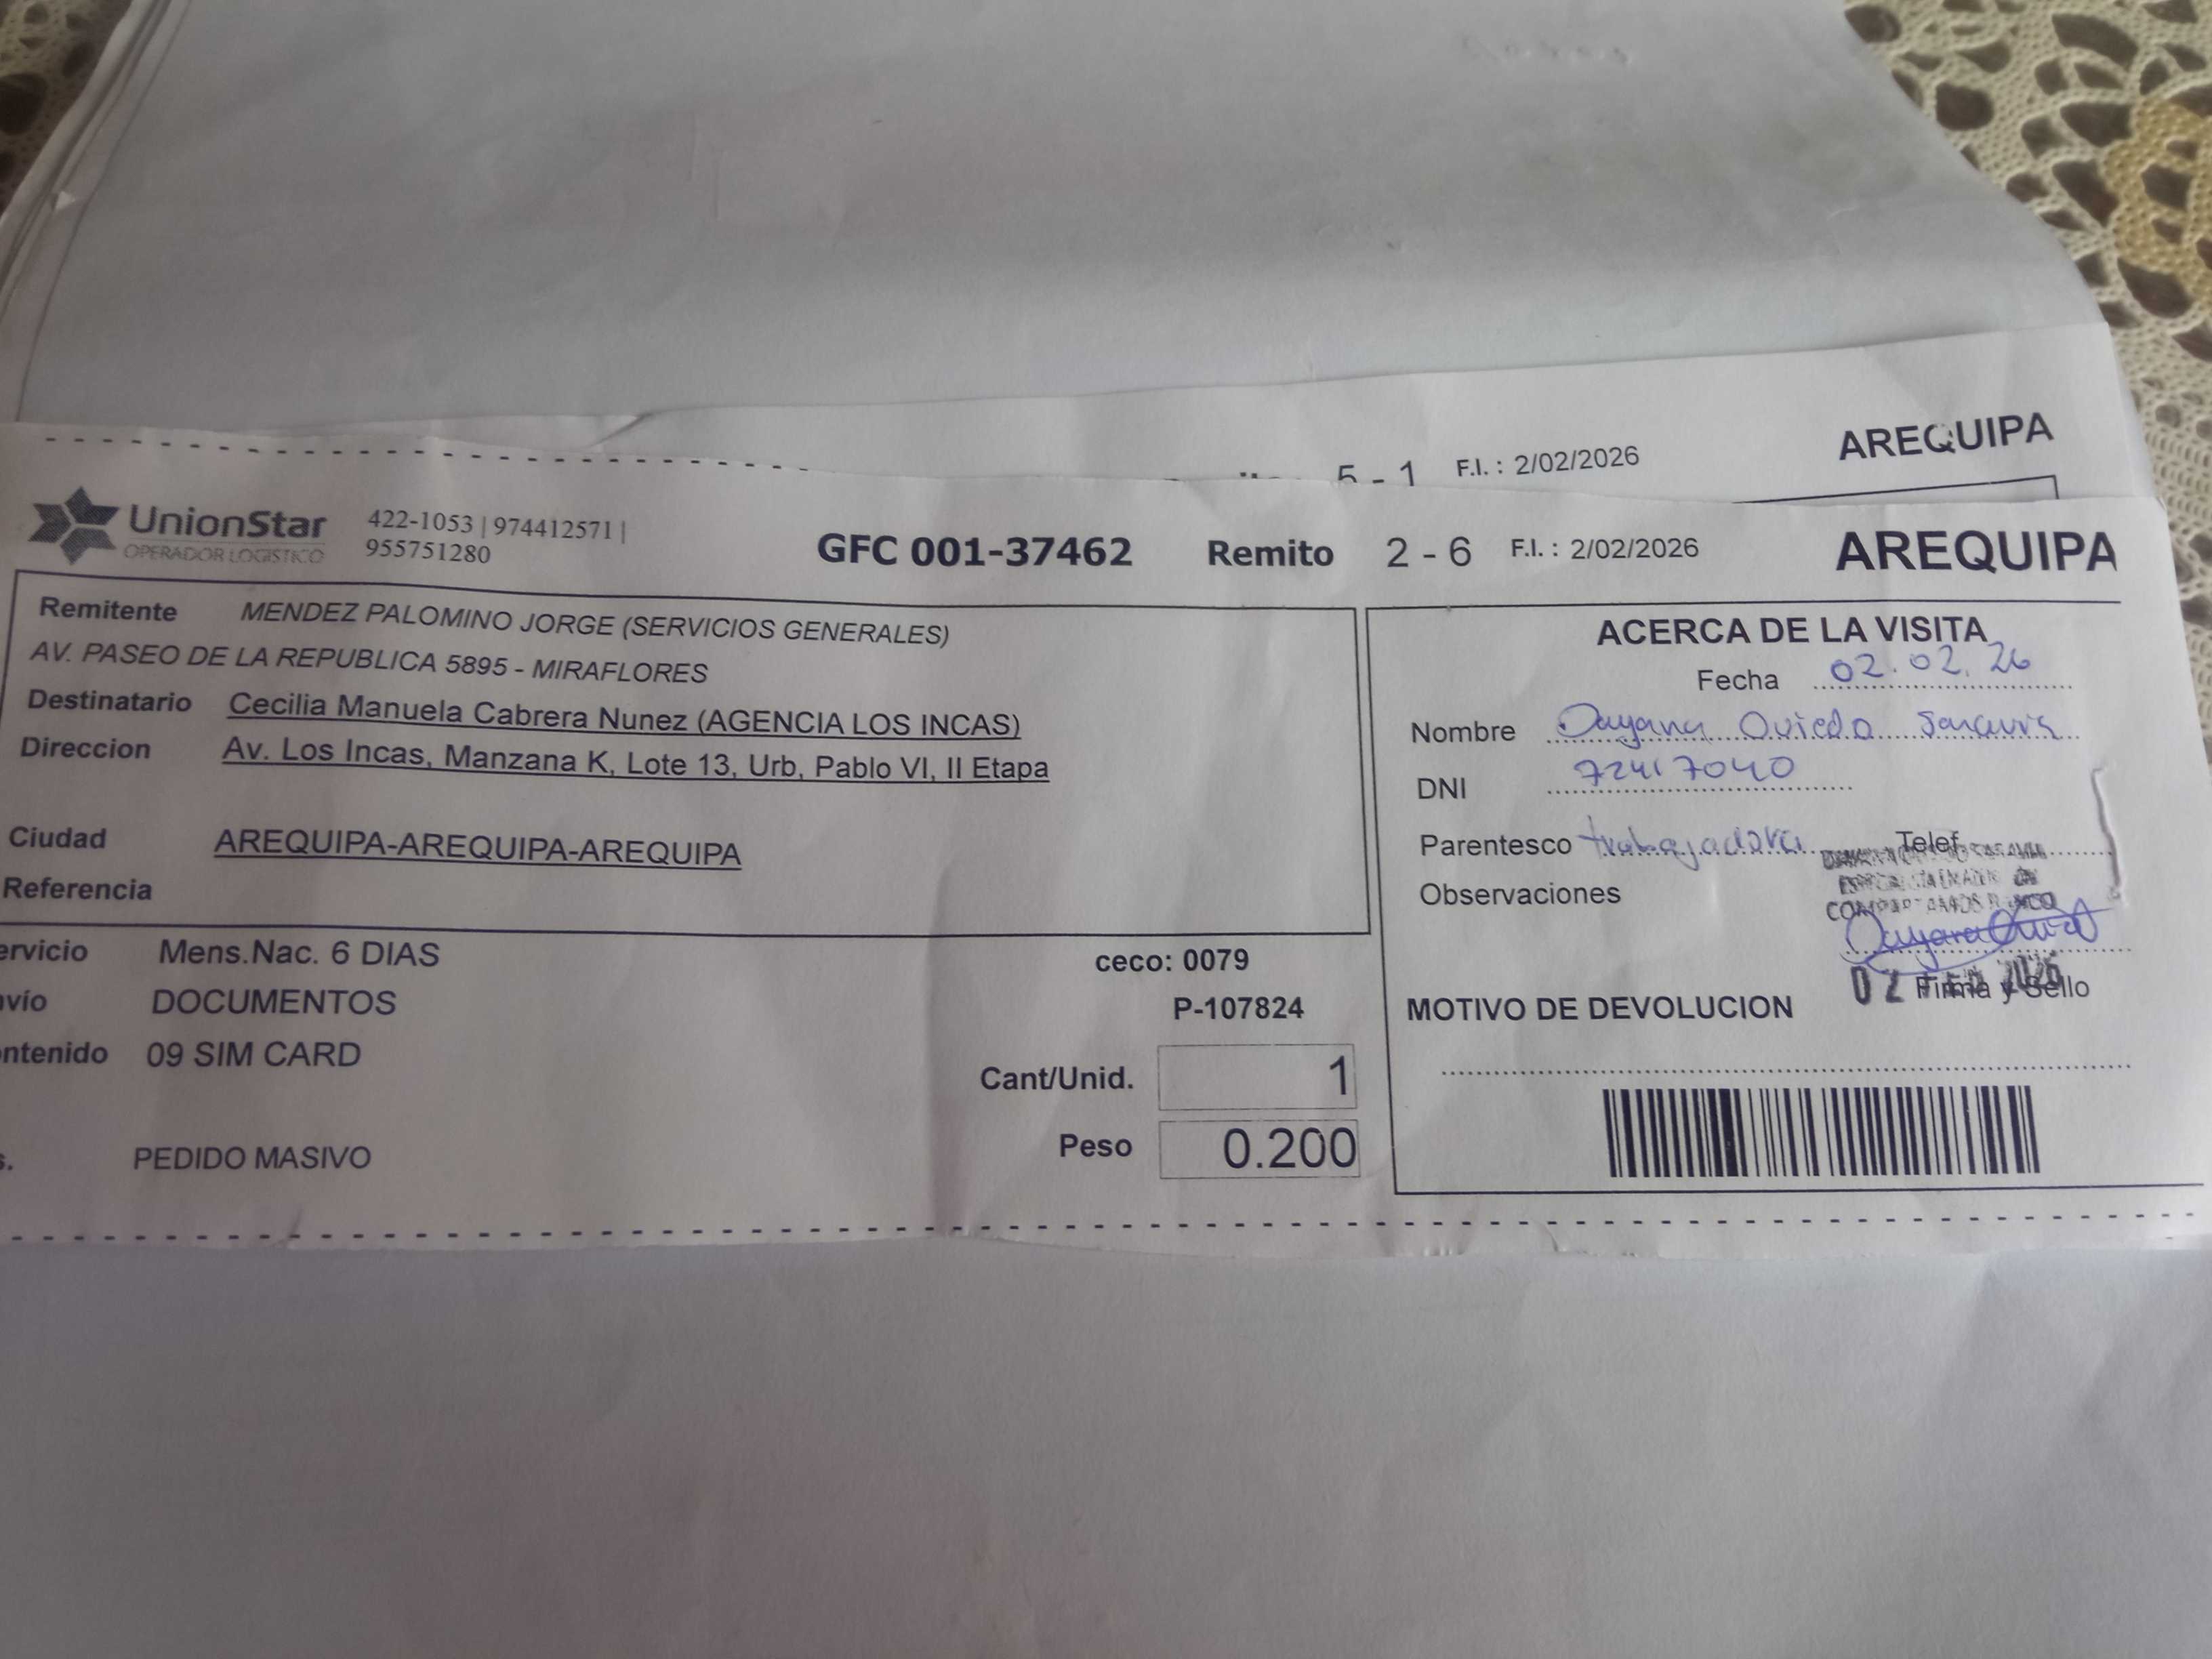 AREQUIPA
5 - 1 F.I. : 2/02/2026
UnionStar
OPERADOR LOGISTICO
422-1053 | 974412571 |
955751280
GFC 001-37462 Remito 2 - 6 F.I. : 2/02/2026 AREQUIPA
Remitente MENDEZ PALOMINO JORGE (SERVICIOS GENERALES)
AV. PASEO DE LA REPUBLICA 5895 - MIRAFLORES
Destinatario Cecilia Manuela Cabrera Nunez (AGENCIA LOS INCAS)
Direccion Av. Los Incas, Manzana K, Lote 13, Urb, Pablo VI, II Etapa
Ciudad AREQUIPA-AREQUIPA-AREQUIPA
Referencia
ervicio Mens.Nac. 6 DIAS
vío DOCUMENTOS
ntenido 09 SIM CARD
s. PEDIDO MASIVO
ceco: 0079
P-107824
Cant/Unid. 1
Peso 0.200
ACERCA DE LA VISITA
Fecha 02.02.26
Nombre Dayana Oviedo
DNI 72417040
Parentesco trabajadora Telef
Observaciones
02 2026
Firma y Sello
MOTIVO DE DEVOLUCION